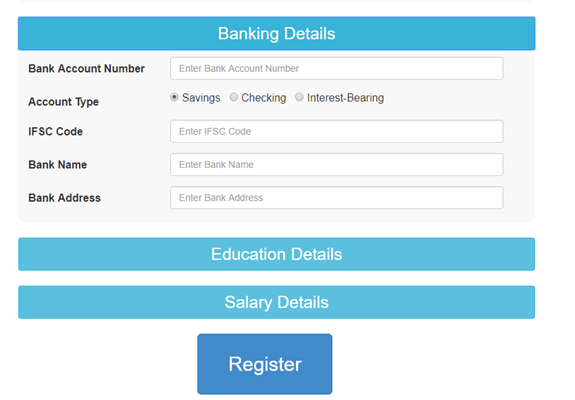 Banking Details
Bank Account Number Enter Bank Account Number
Account Type Savings Checking Interest-Bearing
IFSC Code Enter IFSC Code
Bank Name Enter Bank Name
Bank Address Enter Bank Address
Education Details
Salary Details
Register